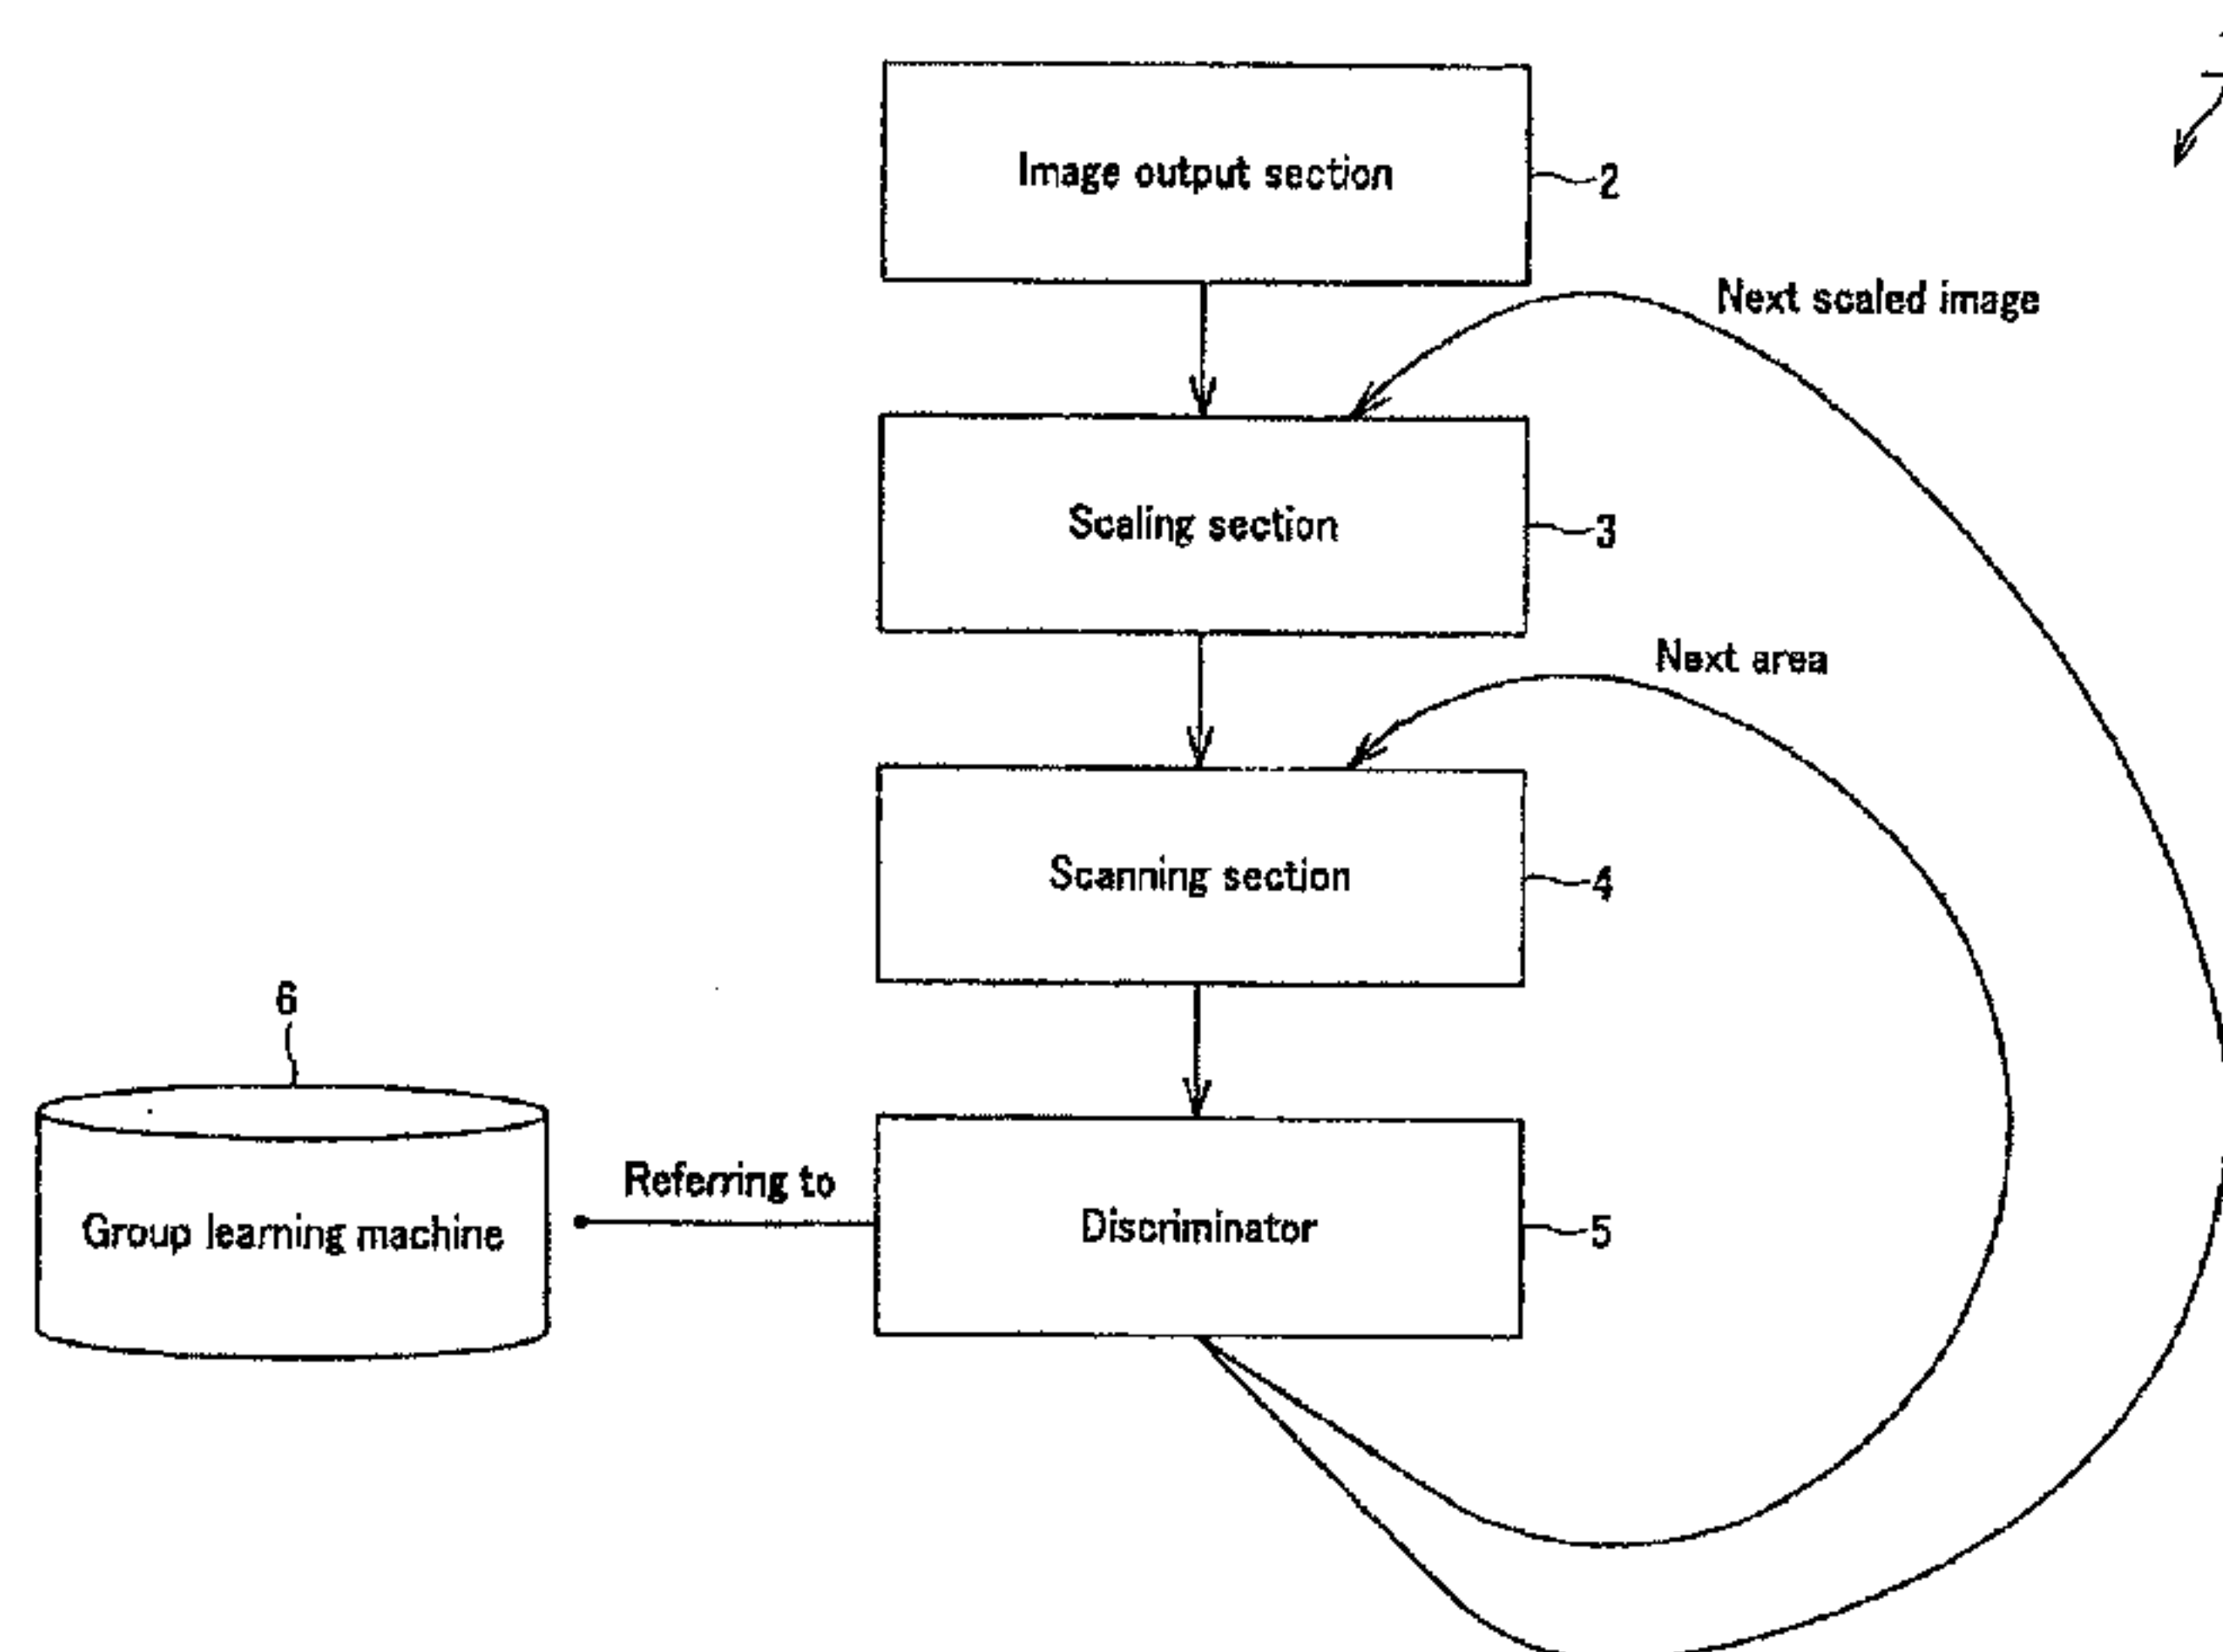 Image output section
2
Next scaled image
Scaling section
3
Next area
Scanning section
4
6
Referring to
Group learning machine
Discriminator
5